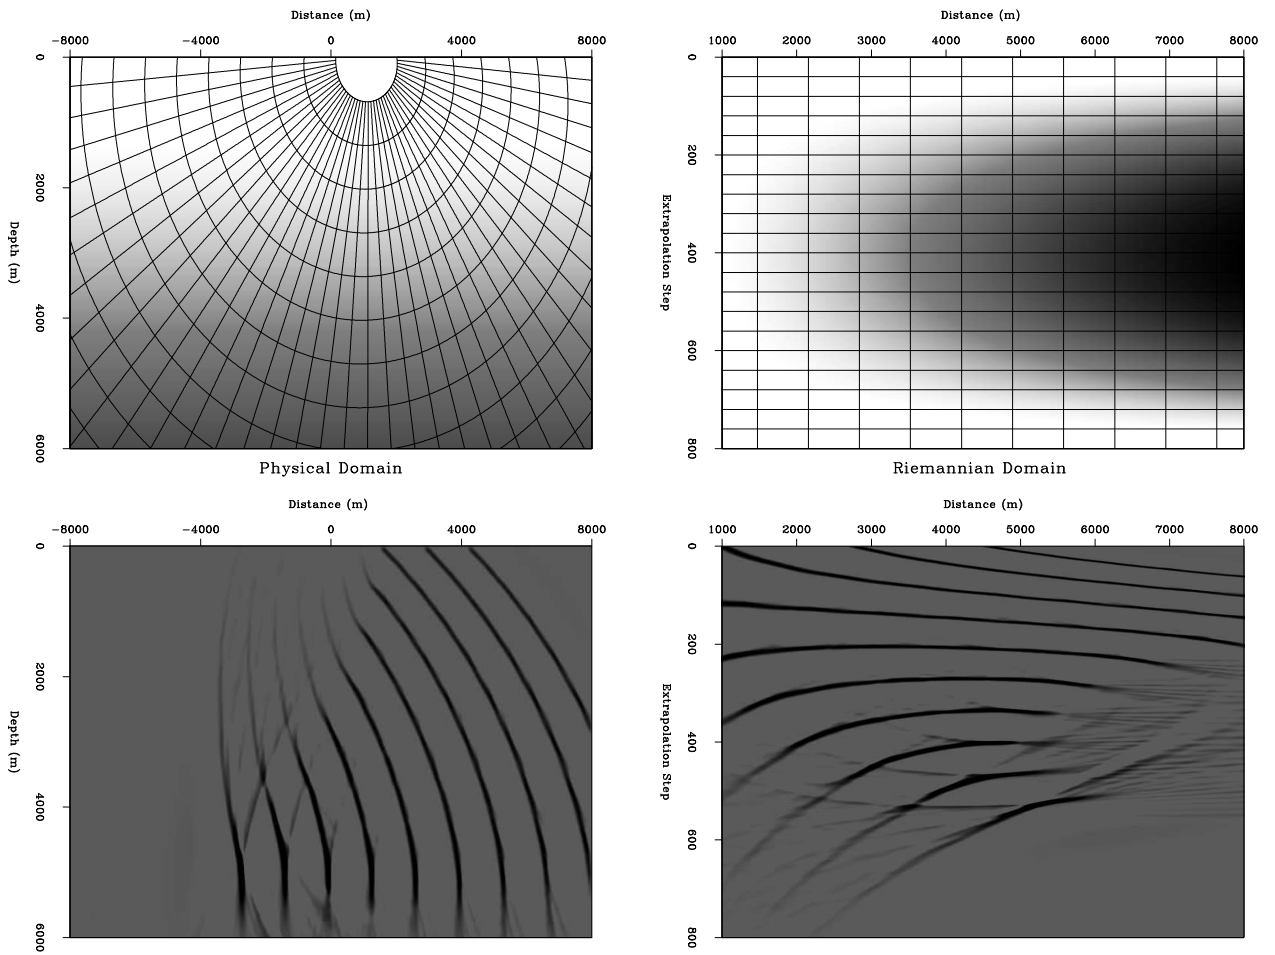 Distance (m)
-8000 -4000 0 4000 8000
0
2000
4000
6000
Depth (m)
Physical Domain
Distance (m)
1000 2000 3000 4000 5000 6000 7000 8000
0
200
400
600
800
Extrapolation Step
Riemannian Domain
Distance (m)
-8000 -4000 0 4000 8000
0
2000
4000
6000
Depth (m)
Distance (m)
1000 2000 3000 4000 5000 6000 7000 8000
0
200
400
600
800
Extrapolation Step